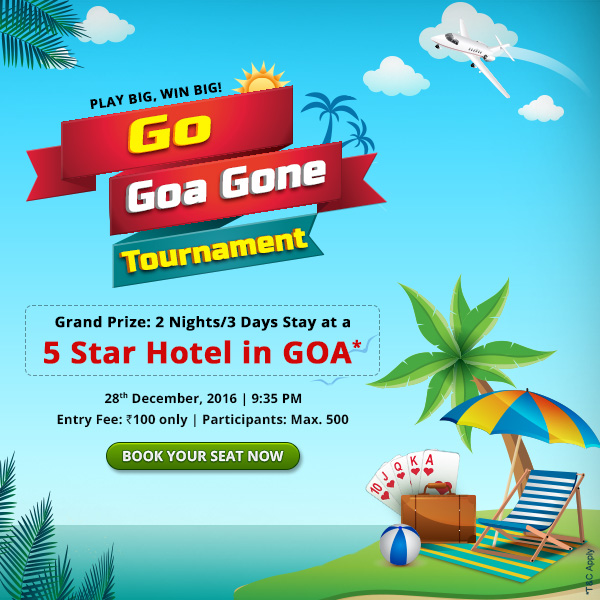 PLAY BIG, WIN BIG!
Go
Goa Gone
Tournament
Grand Prize: 2 Nights/3 Days Stay at a
5 Star Hotel in GOA*
28th December, 2016 | 9:35 PM
Entry Fee: ₹100 only | Participants: Max. 500
BOOK YOUR SEAT NOW
10 J Q K A
*T&C Apply